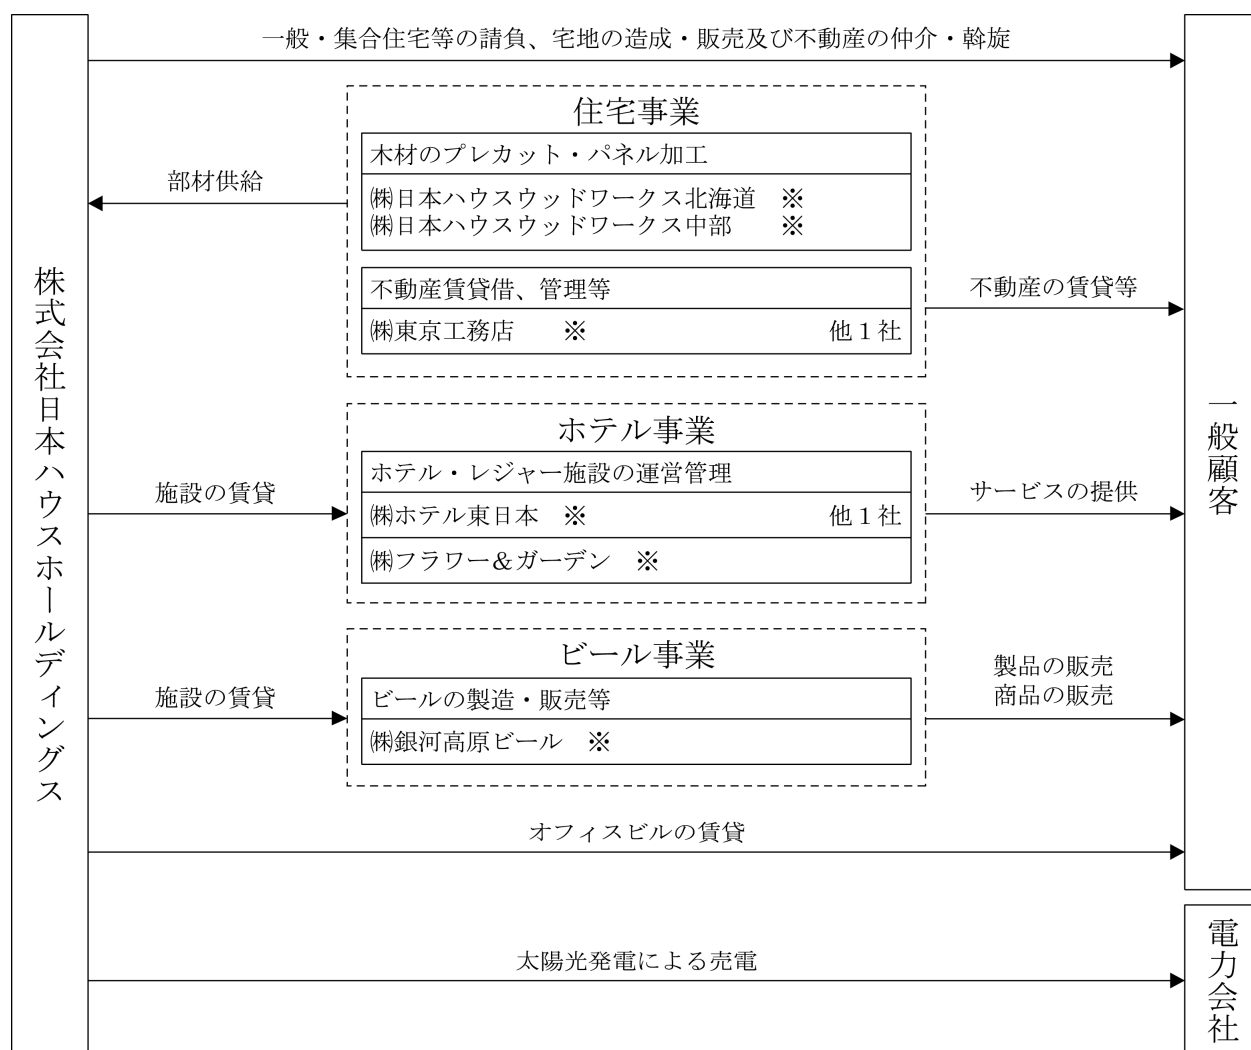 一般・集合住宅等の請負、宅地の造成・販売及び不動産の仲介・斡旋
株式会社日本ハウスホールディングス
住宅事業
木材のプレカット・パネル加工
㈱日本ハウスウッドワークス北海道　※
㈱日本ハウスウッドワークス中部　※
部材供給
不動産賃貸借、管理等
㈱東京工務店　※　他１社
不動産の賃貸等
一般顧客
ホテル事業
ホテル・レジャー施設の運営管理
㈱ホテル東日本　※　他１社
㈱フラワー＆ガーデン　※
施設の賃貸
サービスの提供
ビール事業
ビールの製造・販売等
㈱銀河高原ビール　※
施設の賃貸
製品の販売
商品の販売
オフィスビルの賃貸
太陽光発電による売電
電力会社